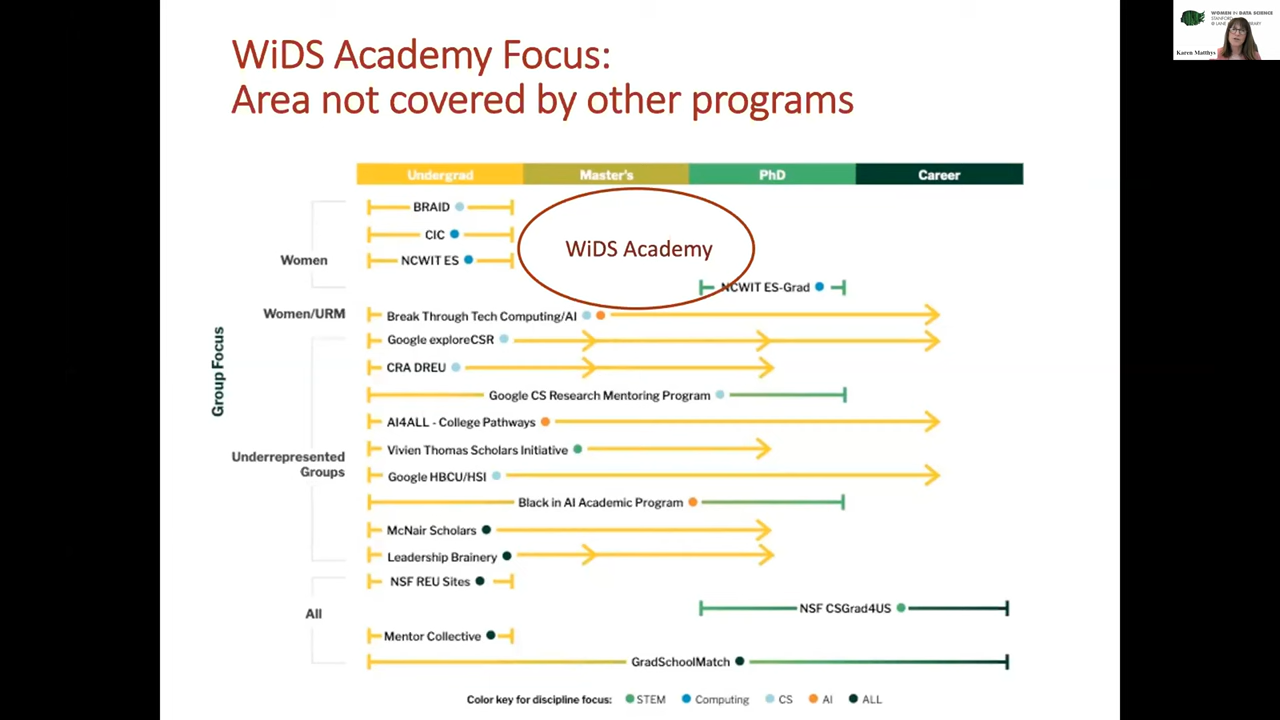 WiDS Academy Focus:
Area not covered by other programs
WOMEN IN DATA SCIENCE
Karen Matthys
Undergrad Master's PhD Career
BRAID
CIC
WiDS Academy
Women
NCWIT ES
NCWIT ES-Grad
Women/URM
Break Through Tech Computing/AI
Google exploreCSR
Group Focus
CRA DREU
Google CS Research Mentoring Program
AI4ALL - College Pathways
Vivien Thomas Scholars Initiative
Underrepresented
Groups
Google HBCU/HSI
Black in AI Academic Program
McNair Scholars
Leadership Brainery
NSF REU Sites
All
NSF CSGrad4US
Mentor Collective
GradSchoolMatch
Color key for discipline focus: STEM Computing CS AI ALL